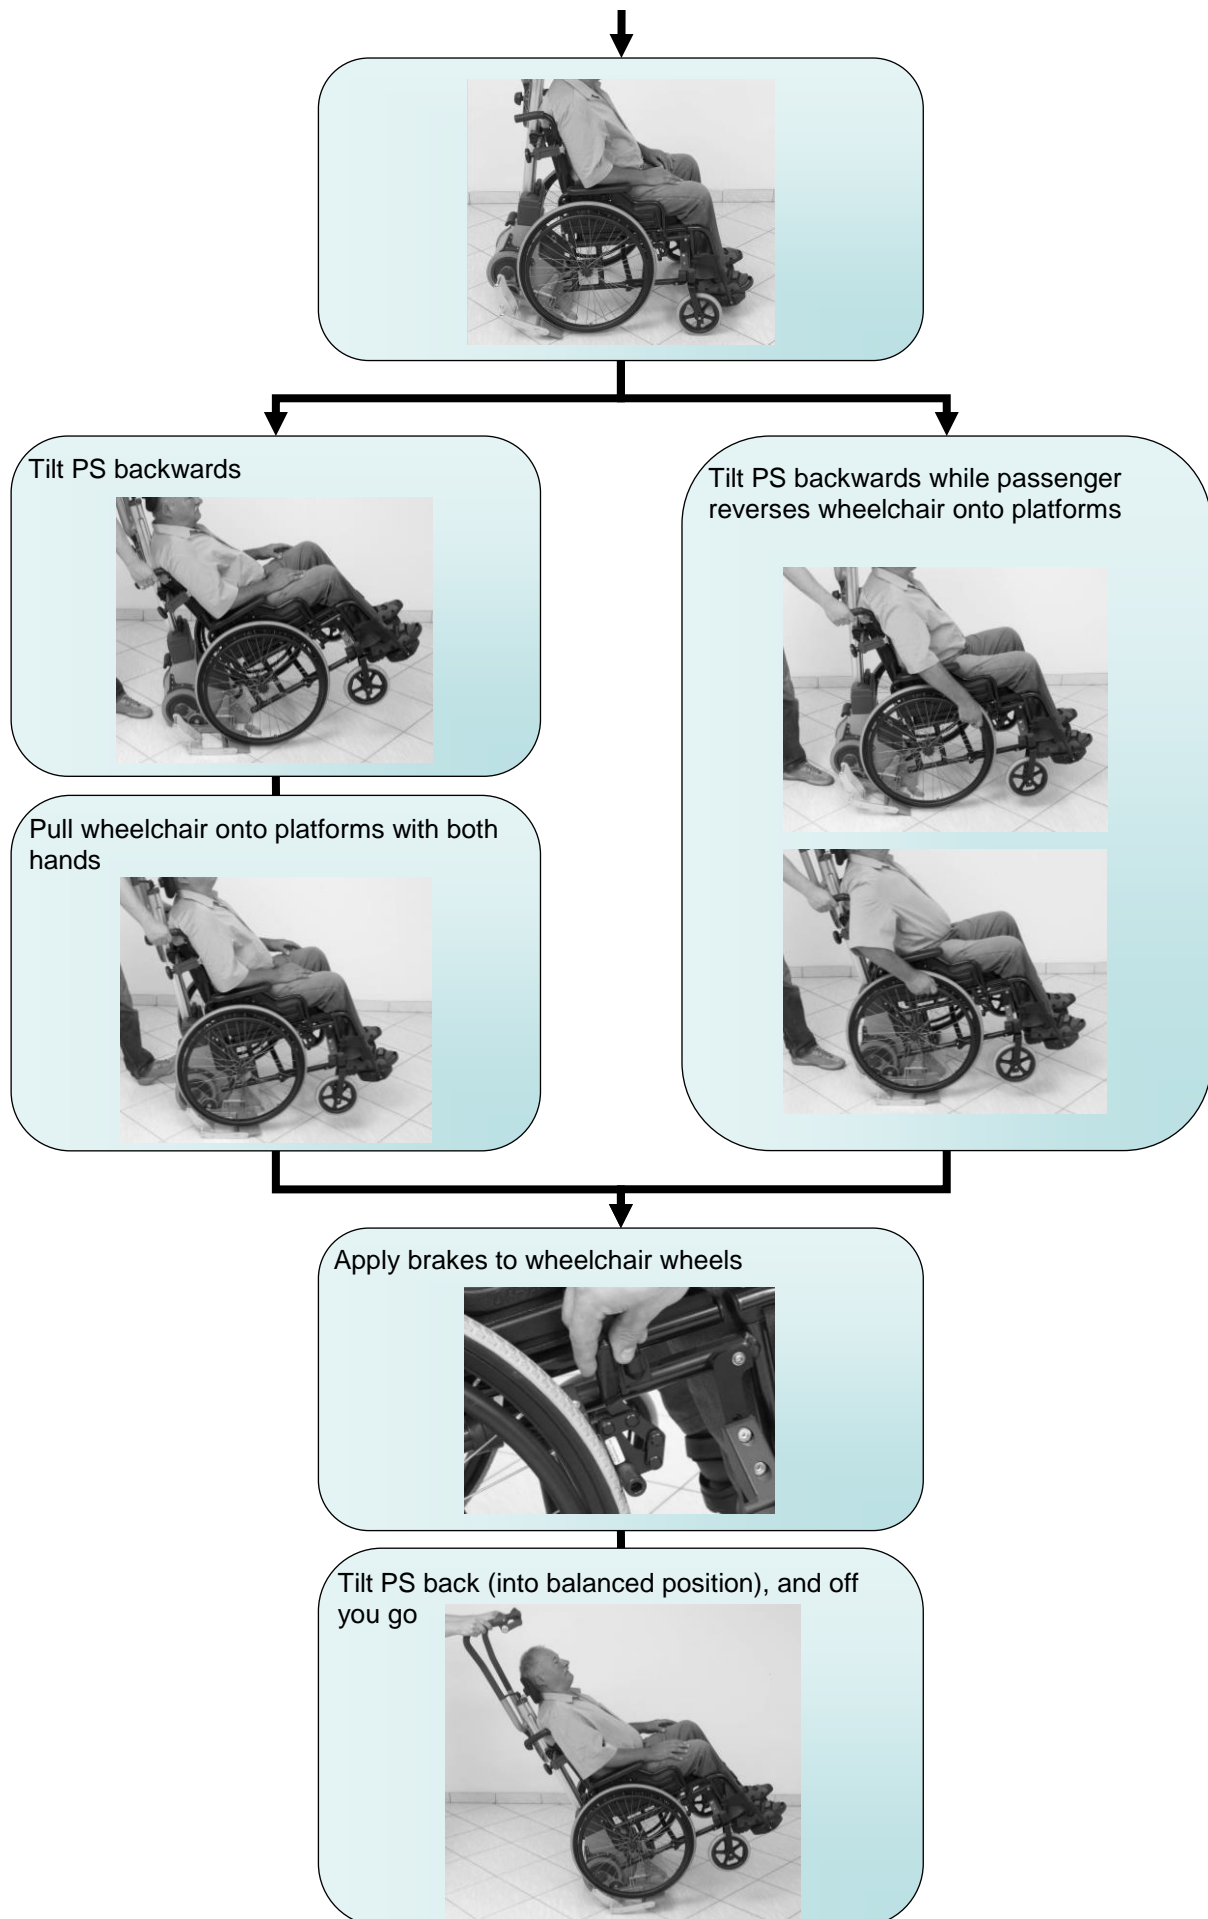 Tilt PS backwards
Tilt PS backwards while passenger
reverses wheelchair onto platforms
Pull wheelchair onto platforms with both
hands
Apply brakes to wheelchair wheels
Tilt PS back (into balanced position), and off
you go